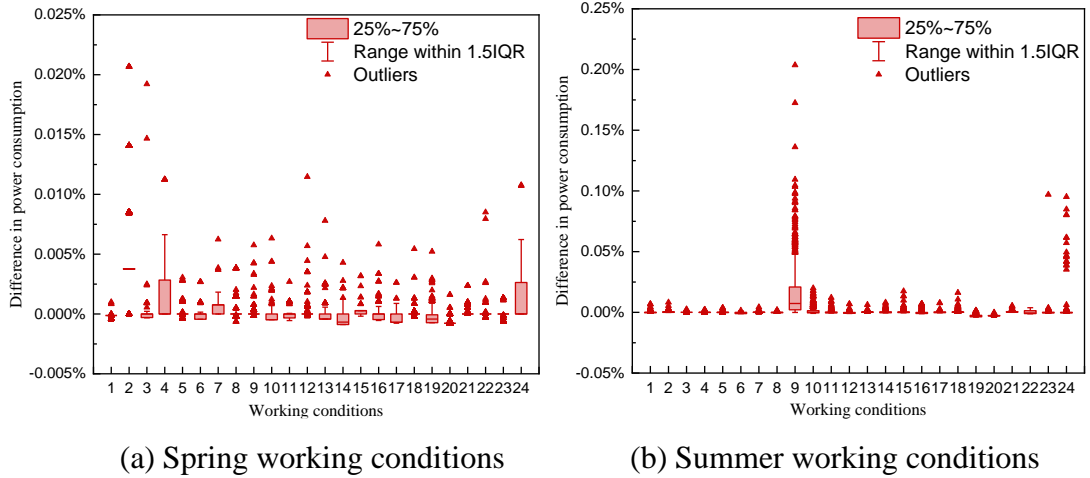 25%~75%
Range within 1.5IQR
Outliers
0.020%
0.015%
0.010%
0.005%
0.000%
-0.005%
Difference in power consumption
1 2 3 4 5 6 7 8 9 10 11 12 13 14 15 16 17 18 19 20 21 22 23 24
Working conditions
(a) Spring working conditions
0.25%
25%~75%
Range within 1.5IQR
Outliers
0.20%
0.15%
0.10%
0.05%
0.00%
-0.05%
Difference in power consumption
1 2 3 4 5 6 7 8 9 10 11 12 13 14 15 16 17 18 19 20 21 22 23 24
Working conditions
(b) Summer working conditions